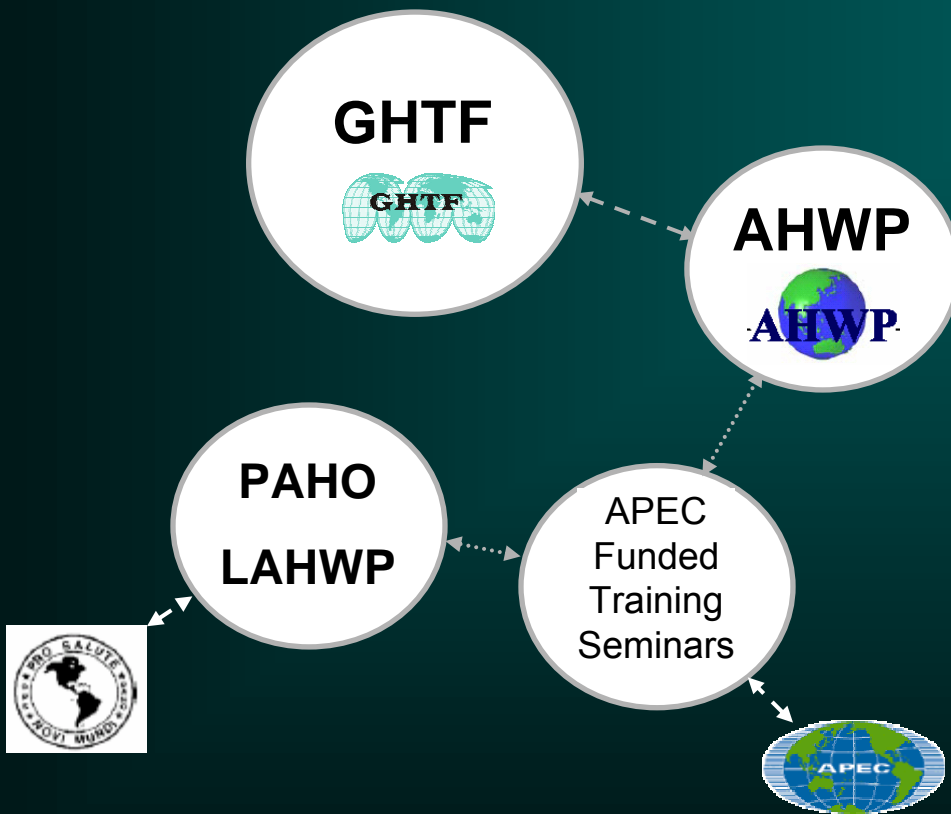 GHTF
GHTF
AHWP
AHWP
PAHO
LAHWP
APEC
Funded
Training
Seminars
PRO SALUTE
NOVI MUNDI
APEC